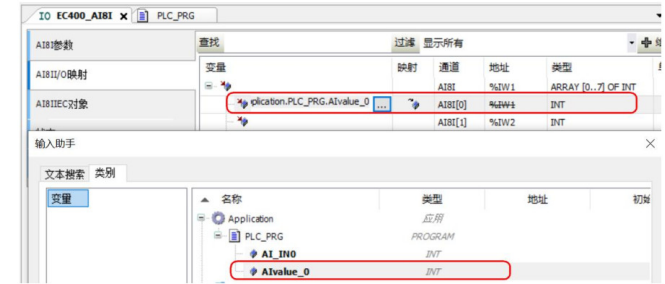 IO EC400_AI8I X PLC_PRG
AI8I参数 查找 过滤 显示所有
变量 映射 通道 地址 类型
AI8II/O映射 AI8I %IW1 ARRAY [0..7] OF INT
plication.PLC_PRG.AIvalue_0 ... AI8I[0] %IW1 INT
AI8IIEC对象 AI8I[1] %IW2 INT
输入助手
文本搜索 类别
变量 名称 类型 地址
Application 应用
PLC_PRG PROGRAM
AI_IN0 INT
AIvalue_0 INT